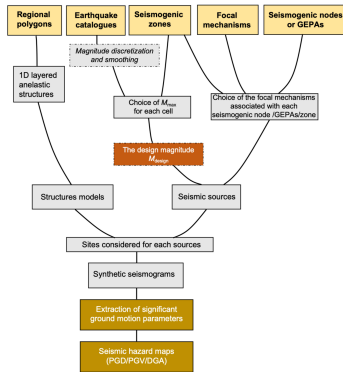 Regional
polygons
Earthquake
catalogues
Seismogenic
zones
Focal
mechanisms
Seismogenic nodes
or GEPAs
Magnitude discretization
and smoothing
1D layered
anelastic
structures
Choice of Mmax
for each cell
Choice of the focal mechanisms
associated with each
seismogenic node /GEPAs/zone
The design magnitude
Mdesign
Structures models
Seismic sources
Sites considered for each sources
Synthetic seismograms
Extraction of significant
ground motion parameters
Seismic hazard maps
(PGD/PGV/DGA)